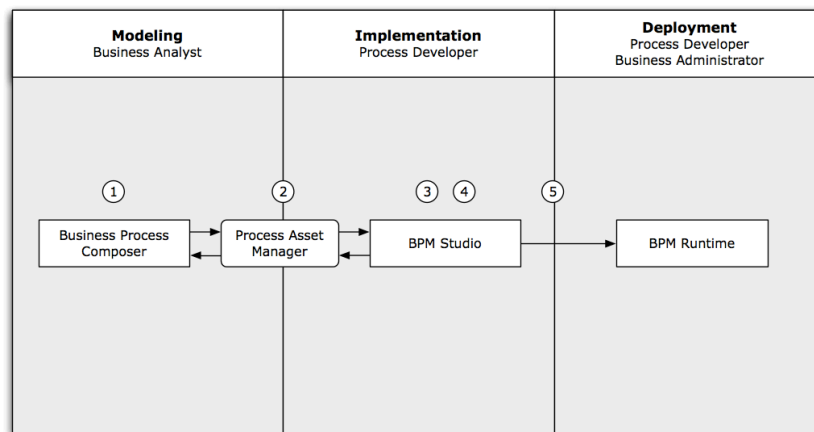 Modeling
Business Analyst
Implementation
Process Developer
Deployment
Process Developer
Business Administrator
1
2
3
4
5
Business Process
Composer
Process Asset
Manager
BPM Studio
BPM Runtime